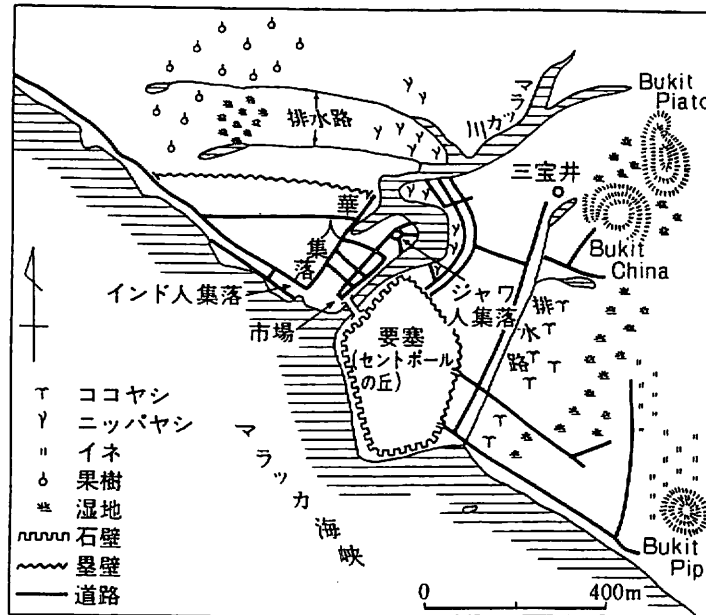 Bukit
Piato
マラッカ川
排水路
三宝井
Bukit
China
華人集落
インド人集落
市場
ジャワ
人集落
要塞
(セントポール
の丘)
排水路
マラッカ海峡
ココヤシ
ニッパヤシ
イネ
果樹
湿地
石壁
塁壁
道路
Bukit
Pip
0
400m